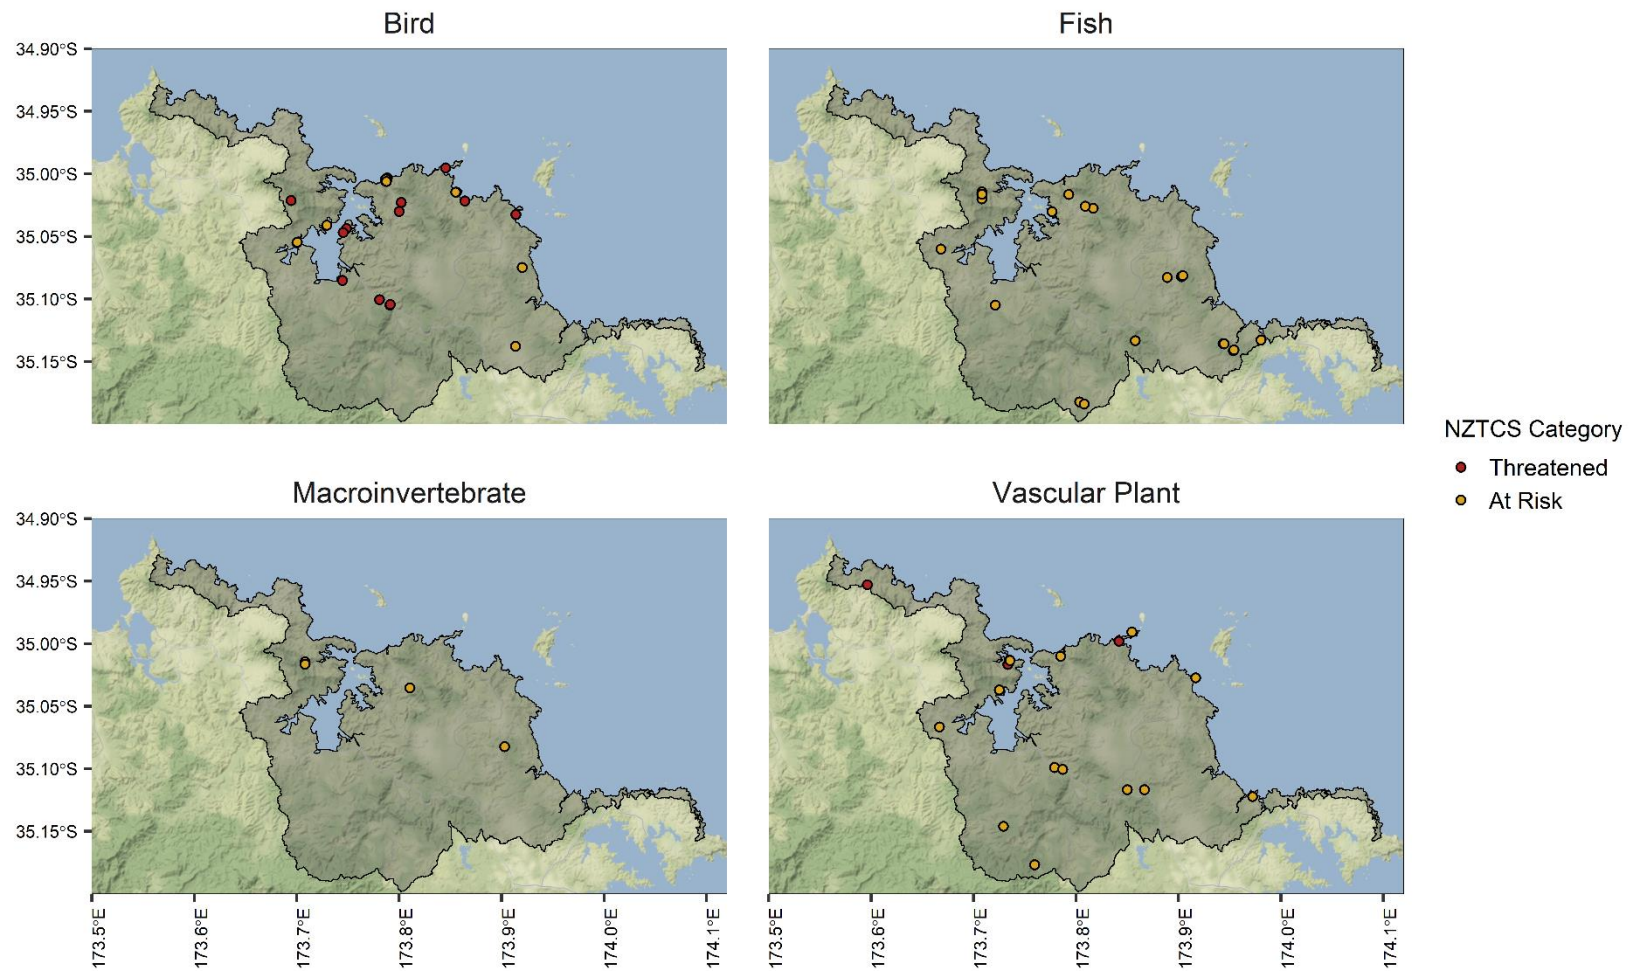 Bird
Fish
34.90°S
34.95°S
35.00°S
35.05°S
35.10°S
35.15°S
NZTCS Category
Threatened
At Risk
Macroinvertebrate
Vascular Plant
34.90°S
34.95°S
35.00°S
35.05°S
35.10°S
35.15°S
173.5°E
173.6°E
173.7°E
173.8°E
173.9°E
174.0°E
174.1°E
173.5°E
173.6°E
173.7°E
173.8°E
173.9°E
174.0°E
174.1°E